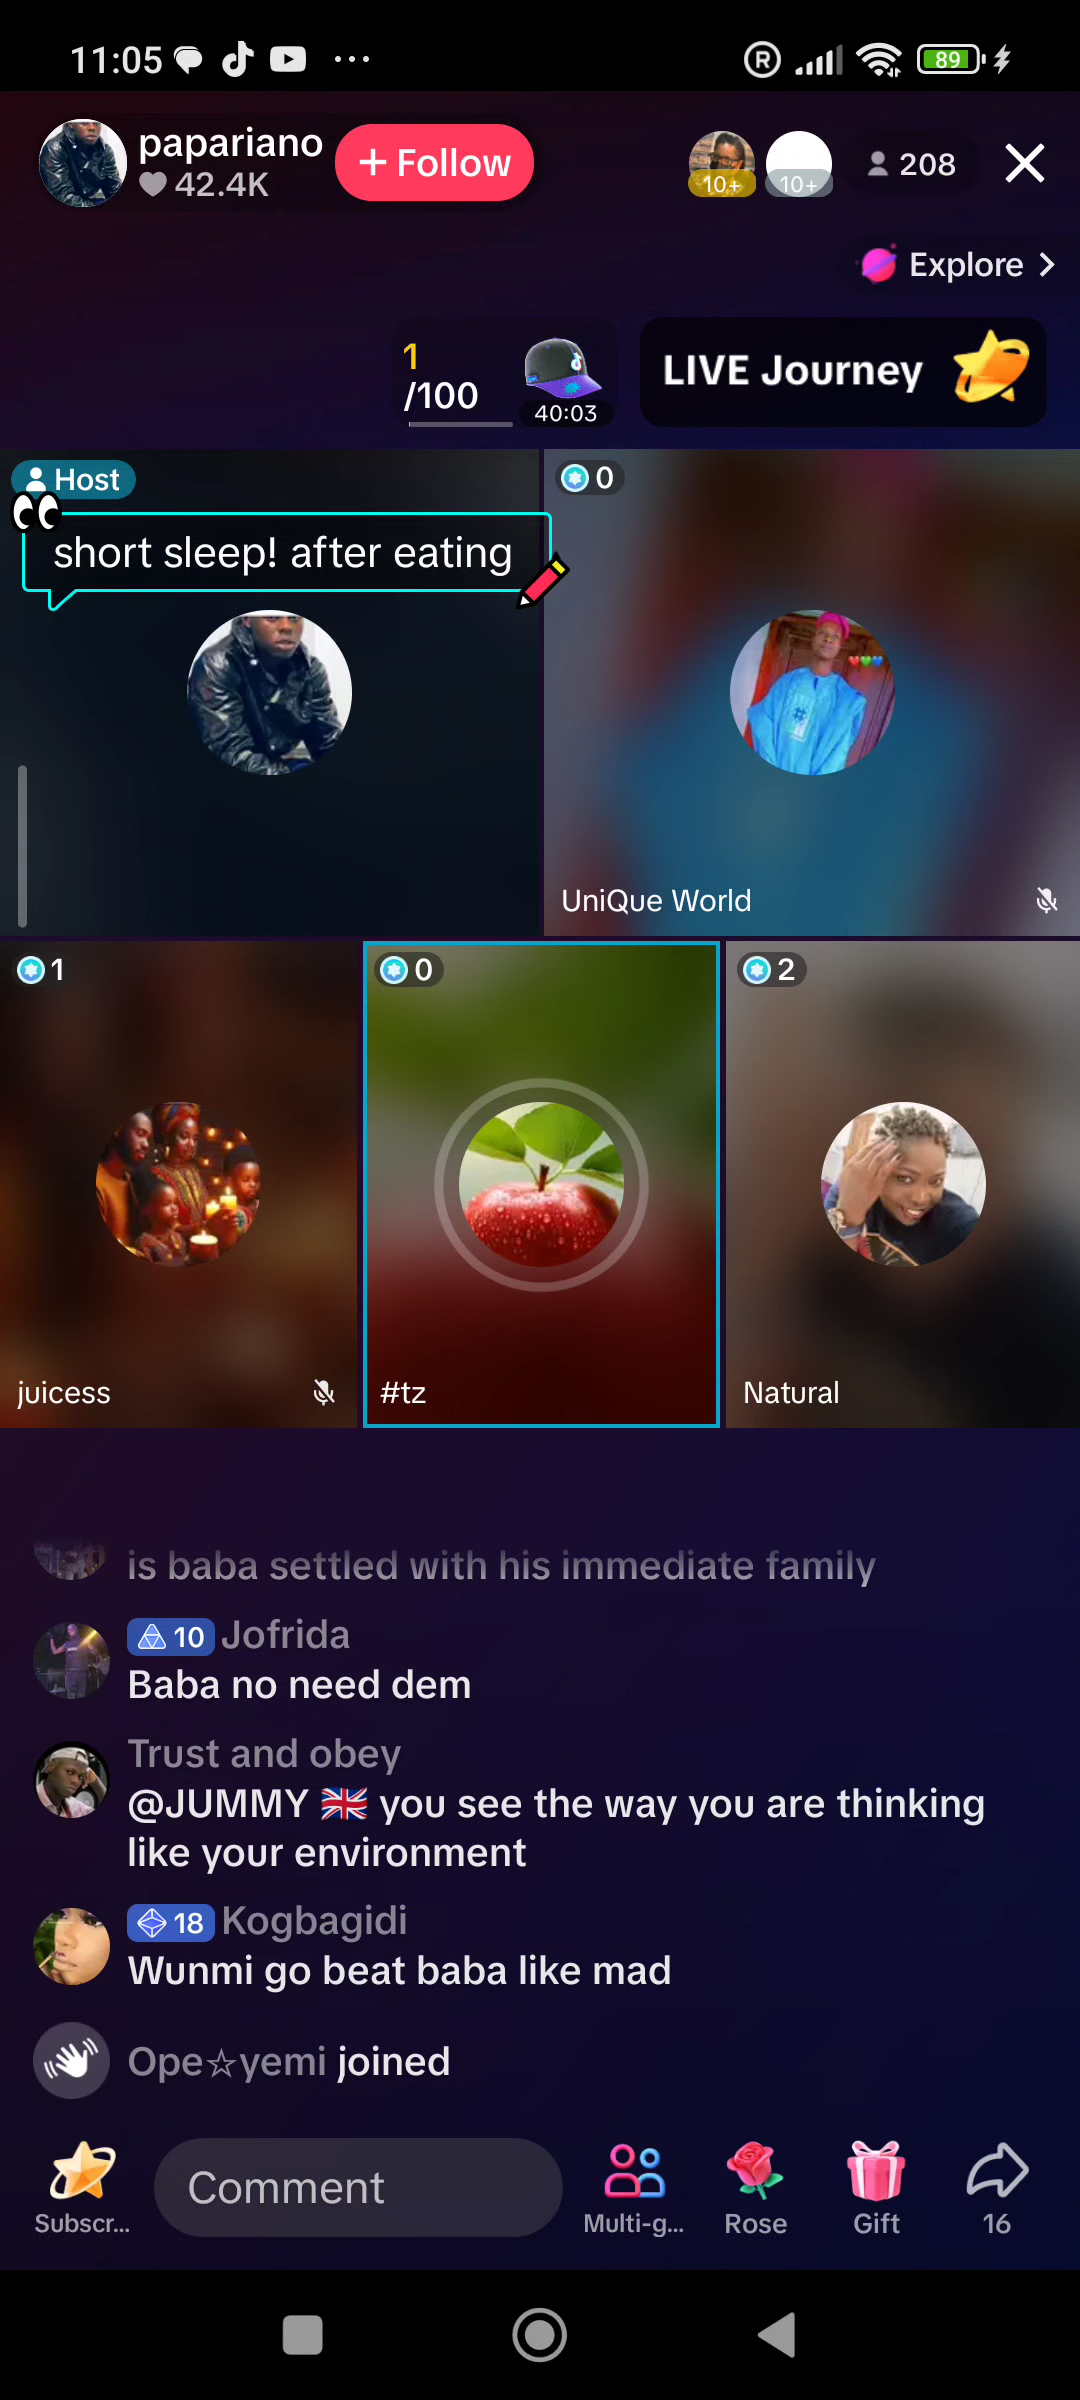 11:05
89
papariano
42.4K
+ Follow
10+
10+
208
Explore
1
/100
40:03
LIVE Journey
Host
0
short sleep! after eating
UniQue World
1
0
2
juicess
#tz
Natural
is baba settled with his immediate family
10 Jofrida
Baba no need dem
Trust and obey
@JUMMY 🇬🇧 you see the way you are thinking
like your environment
18 Kogbagidi
Wunmi go beat baba like mad
Ope☆yemi joined
Comment
Subscr...
Multi-g...
Rose
Gift
16